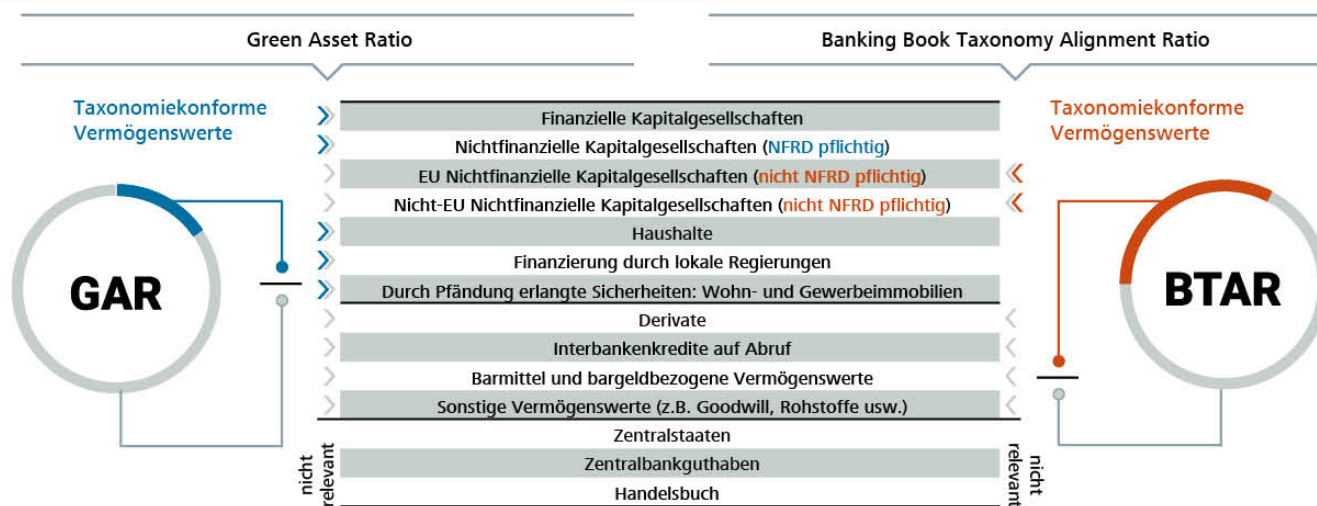 Green Asset Ratio
Banking Book Taxonomy Alignment Ratio
Taxonomiekonforme
Vermögenswerte
Taxonomiekonforme
Vermögenswerte
GAR
BTAR
Finanzielle Kapitalgesellschaften
Nichtfinanzielle Kapitalgesellschaften (NFRD pflichtig)
EU Nichtfinanzielle Kapitalgesellschaften (nicht NFRD pflichtig)
Nicht-EU Nichtfinanzielle Kapitalgesellschaften (nicht NFRD pflichtig)
Haushalte
Finanzierung durch lokale Regierungen
Durch Pfändung erlangte Sicherheiten: Wohn- und Gewerbeimmobilien
Derivate
Interbankenkredite auf Abruf
Barmittel und bargeldbezogene Vermögenswerte
Sonstige Vermögenswerte (z.B. Goodwill, Rohstoffe usw.)
Zentralstaaten
Zentralbankguthaben
Handelsbuch
nicht
relevant
nicht
relevant